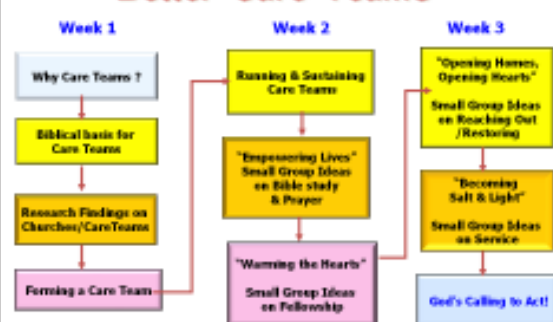 Better Care Teams
Week 1
Why Care Teams ?
Biblical basis for
Care Teams
Research Findings on
Churches/CareTeams
Forming a Care Team
Week 2
Running & Sustaining
Care Teams
"Empowering Lives"
Small Group Ideas
on Bible study
& Prayer
"Warming the Hearts"
Small Group Ideas
on Fellowship
Week 3
"Opening Homes,
Opening Hearts"
Small Group Ideas
on Reaching Out
/Restoring
"Becoming
Salt & Light"
Small Group Ideas
on Service
God's Calling to Act!